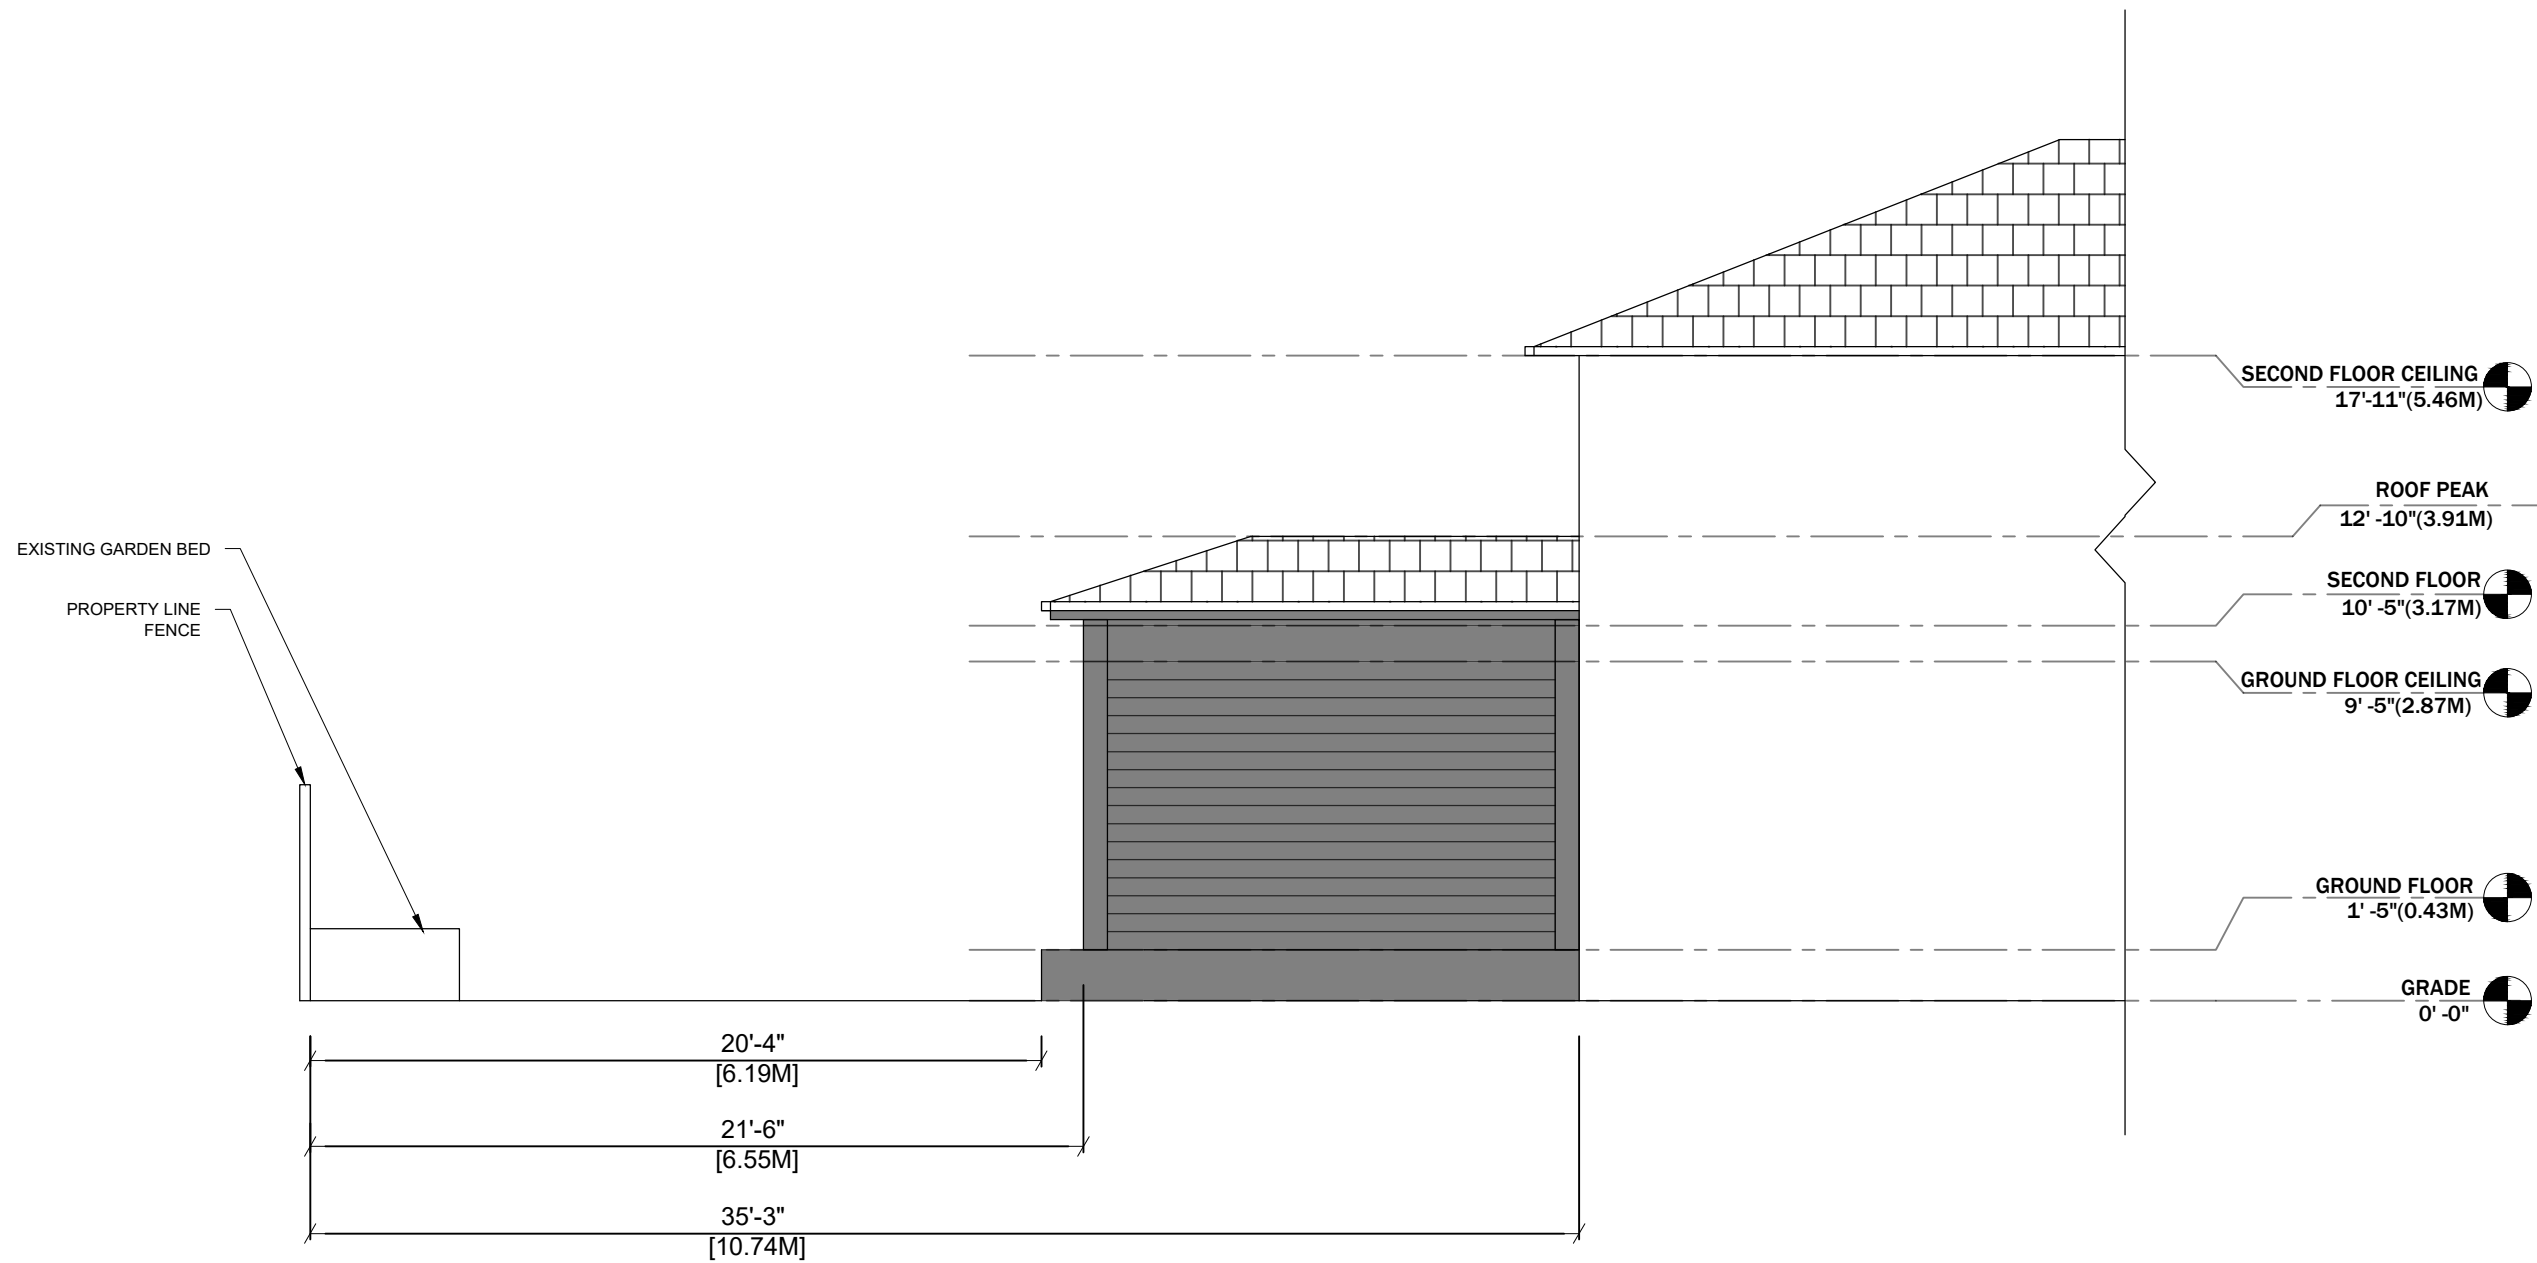 SECOND FLOOR CEILING
17'-11"(5.46M)
ROOF PEAK
12' -10"(3.91M)
EXISTING GARDEN BED
SECOND FLOOR
10' -5"(3.17M)
PROPERTY LINE
FENCE
GROUND FLOOR CEILING
9' -5"(2.87M)
GROUND FLOOR
1' -5"(0.43M)
GRADE
0' -0"
20'-4"
[6.19M]
21'-6"
[6.55M]
35'-3"
[10.74M]